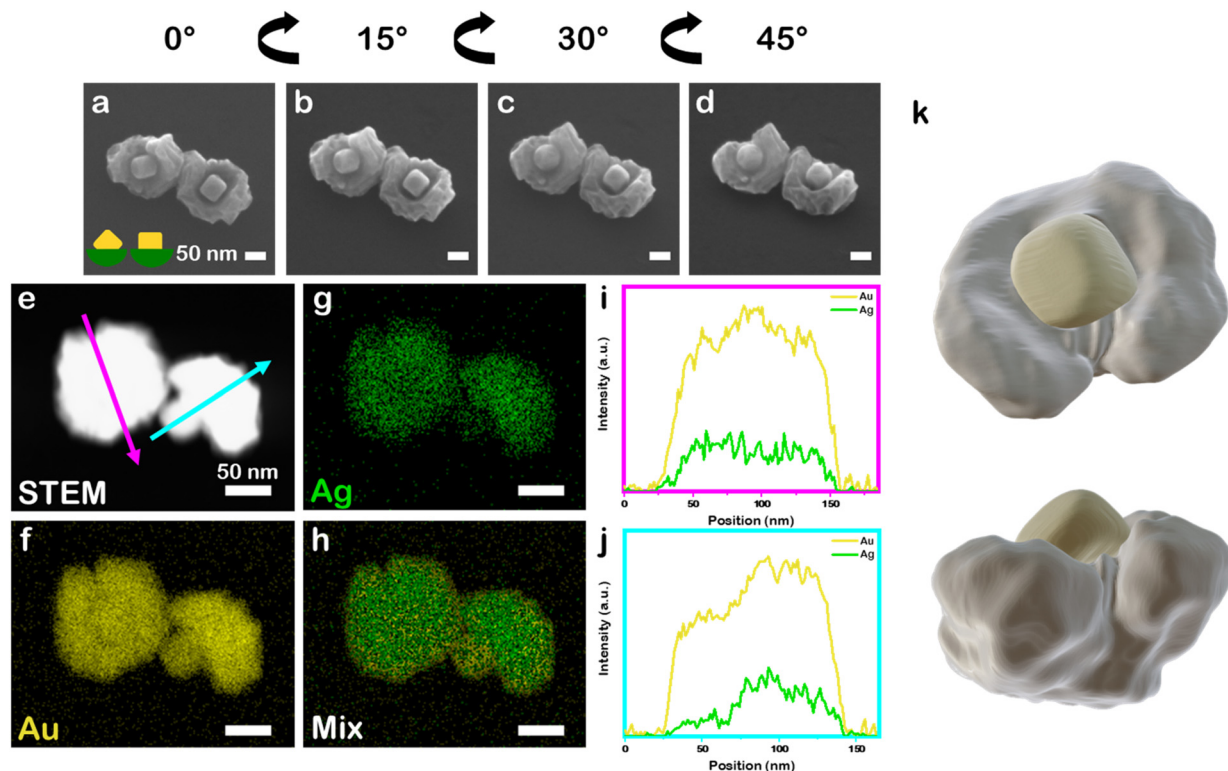 0° 15° 30° 45°
a b c d
50 nm
k
e g i
Au
Ag
50 nm
STEM Ag
Intensity (a.u.)
0 50 100 150
Position (nm)
f h j
Au
Ag
Au Mix
Intensity (a.u.)
0 50 100 150
Position (nm)